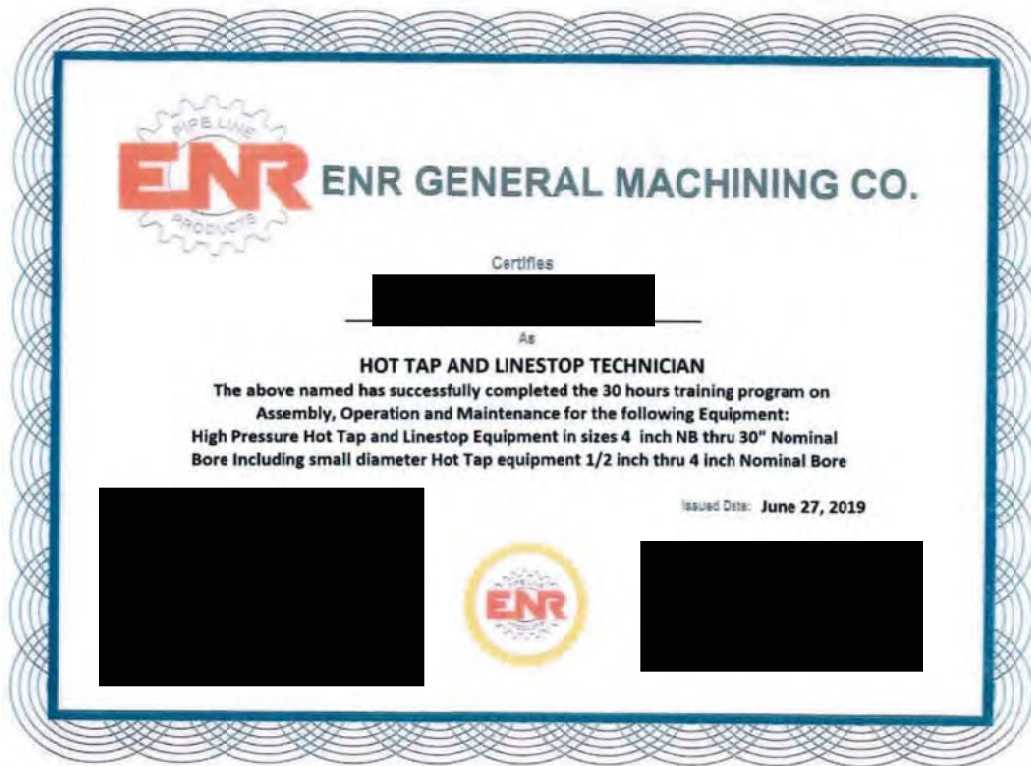 PIPE LINE
ENR
PRODUCTS
ENR GENERAL MACHINING CO.
Certifies
As
HOT TAP AND LINESTOP TECHNICIAN
The above named has successfully completed the 30 hours training program on
Assembly, Operation and Maintenance for the following Equipment:
High Pressure Hot Tap and Linestop Equipment in sizes 4 inch NB thru 30" Nominal
Bore Including small diameter Hot Tap equipment 1/2 inch thru 4 inch Nominal Bore
Issued Date: June 27, 2019
PIPE LINE
ENR
PRODUCTS